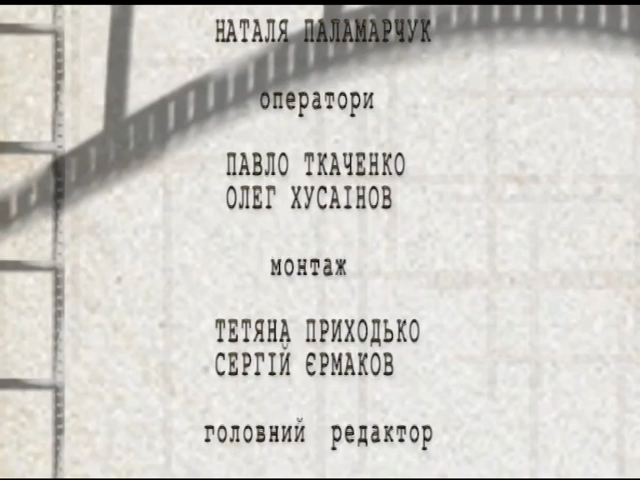 НАТАЛЯ ПАЛАМАРЧУК
оператори
ПАВЛО ТКАЧЕНКО
ОЛЕГ ХУСАІНОВ
монтаж
ТЕТЯНА ПРИХОДЬКО
СЕРГІЙ ЄРМАКОВ
головний редактор